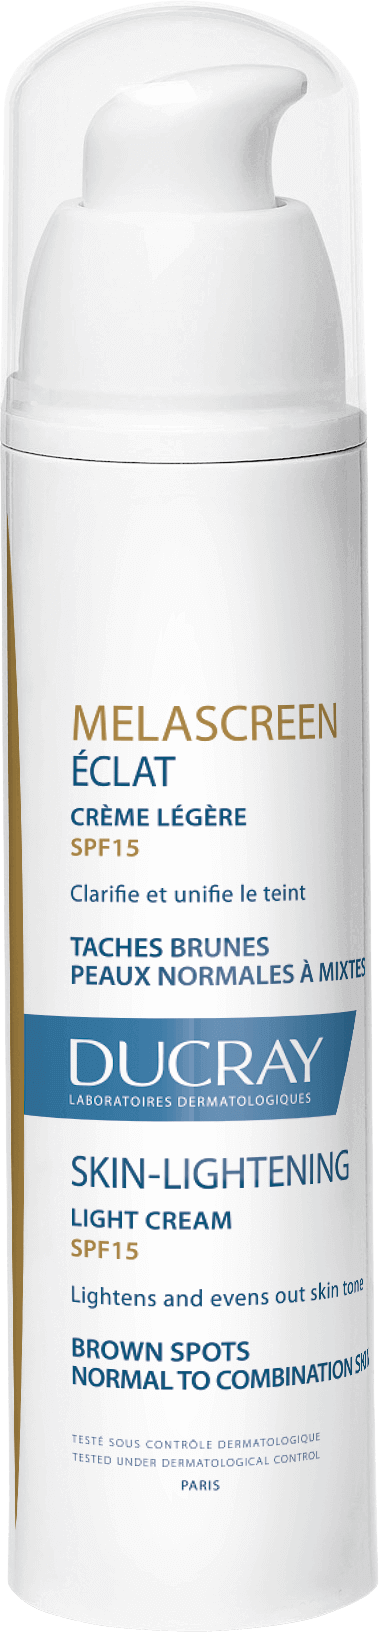 MELASCREEN
ÉCLAT
CRÈME LÉGÈRE
SPF15
Clarifie et unifie le teint
TACHES BRUNES
PEAUX NORMALES À MIXTES
DUCRAY
LABORATOIRES DERMATOLOGIQUES
SKIN-LIGHTENING
LIGHT CREAM
SPF15
Lightens and evens out skin tone
BROWN SPOTS
NORMAL TO COMBINATION SKIN
TESTÉ SOUS CONTRÔLE DERMATOLOGIQUE
TESTED UNDER DERMATOLOGICAL CONTROL
PARIS